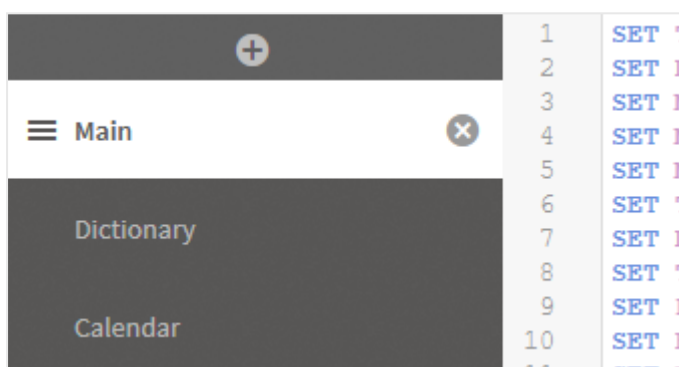 Main
Dictionary
Calendar
1 SET
2 SET
3 SET
4 SET
5 SET
6 SET
7 SET
8 SET
9 SET
10 SET